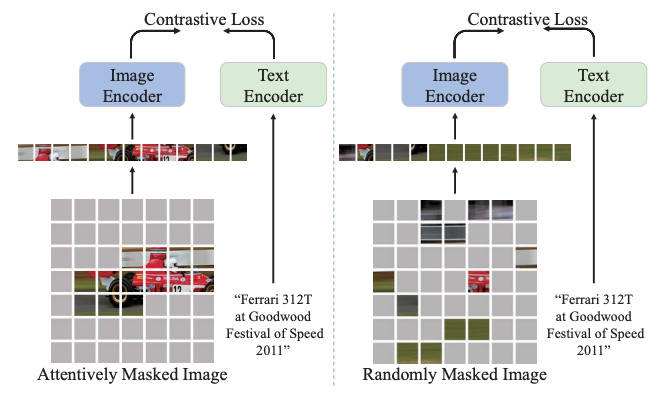 Contrastive Loss
Image
Encoder
Text
Encoder
12
"Ferrari 312T
at Goodwood
Festival of Speed
2011"
Attentively Masked Image
Contrastive Loss
Image
Encoder
Text
Encoder
"Ferrari 312T
at Goodwood
Festival of Speed
2011"
Randomly Masked Image